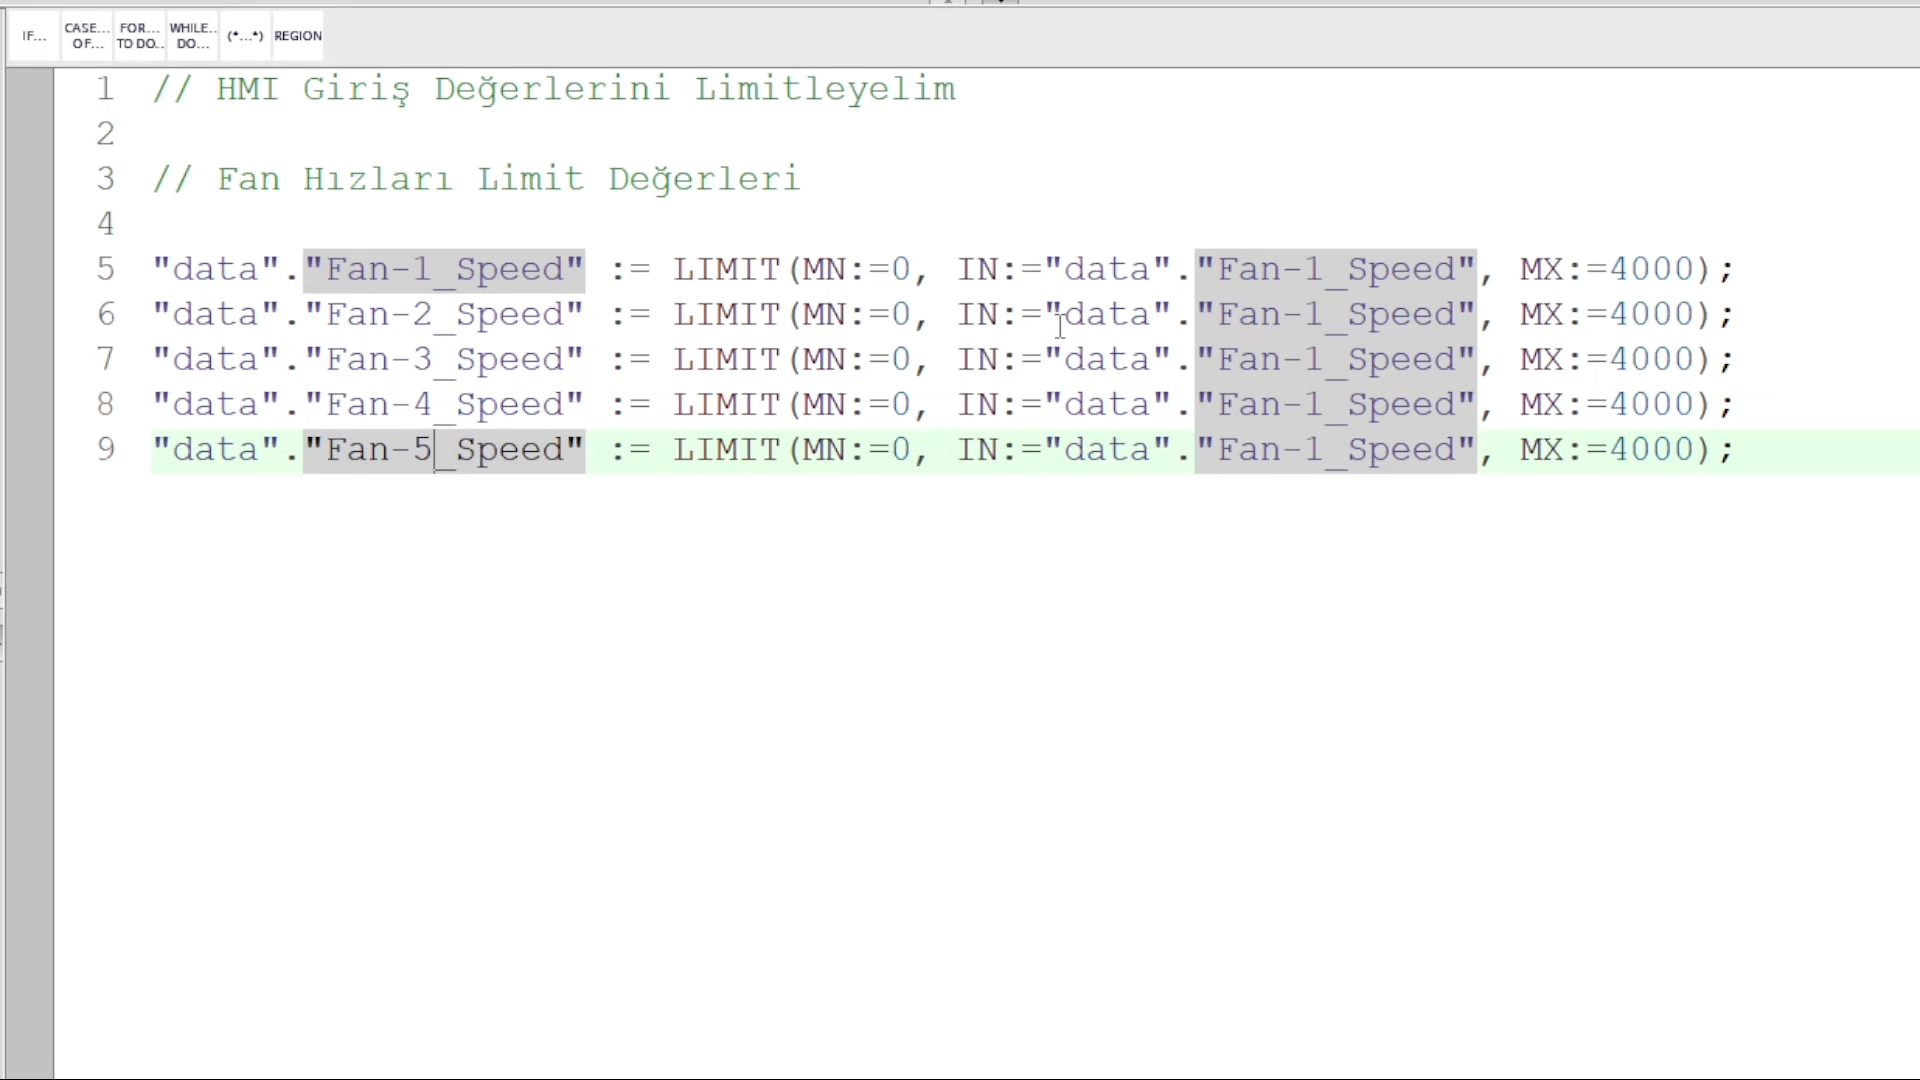 IF... CASE... OF... FOR... TO DO... WHILE... DO... (*...*) REGION
1 // HMI Giriş Değerlerini Limitleyelim
2
3 // Fan Hızları Limit Değerleri
4
5 "data"."Fan-1_Speed" := LIMIT(MN:=0, IN:="data"."Fan-1_Speed", MX:=4000);
6 "data"."Fan-2_Speed" := LIMIT(MN:=0, IN:="data"."Fan-1_Speed", MX:=4000);
7 "data"."Fan-3_Speed" := LIMIT(MN:=0, IN:="data"."Fan-1_Speed", MX:=4000);
8 "data"."Fan-4_Speed" := LIMIT(MN:=0, IN:="data"."Fan-1_Speed", MX:=4000);
9 "data"."Fan-5_Speed" := LIMIT(MN:=0, IN:="data"."Fan-1_Speed", MX:=4000);